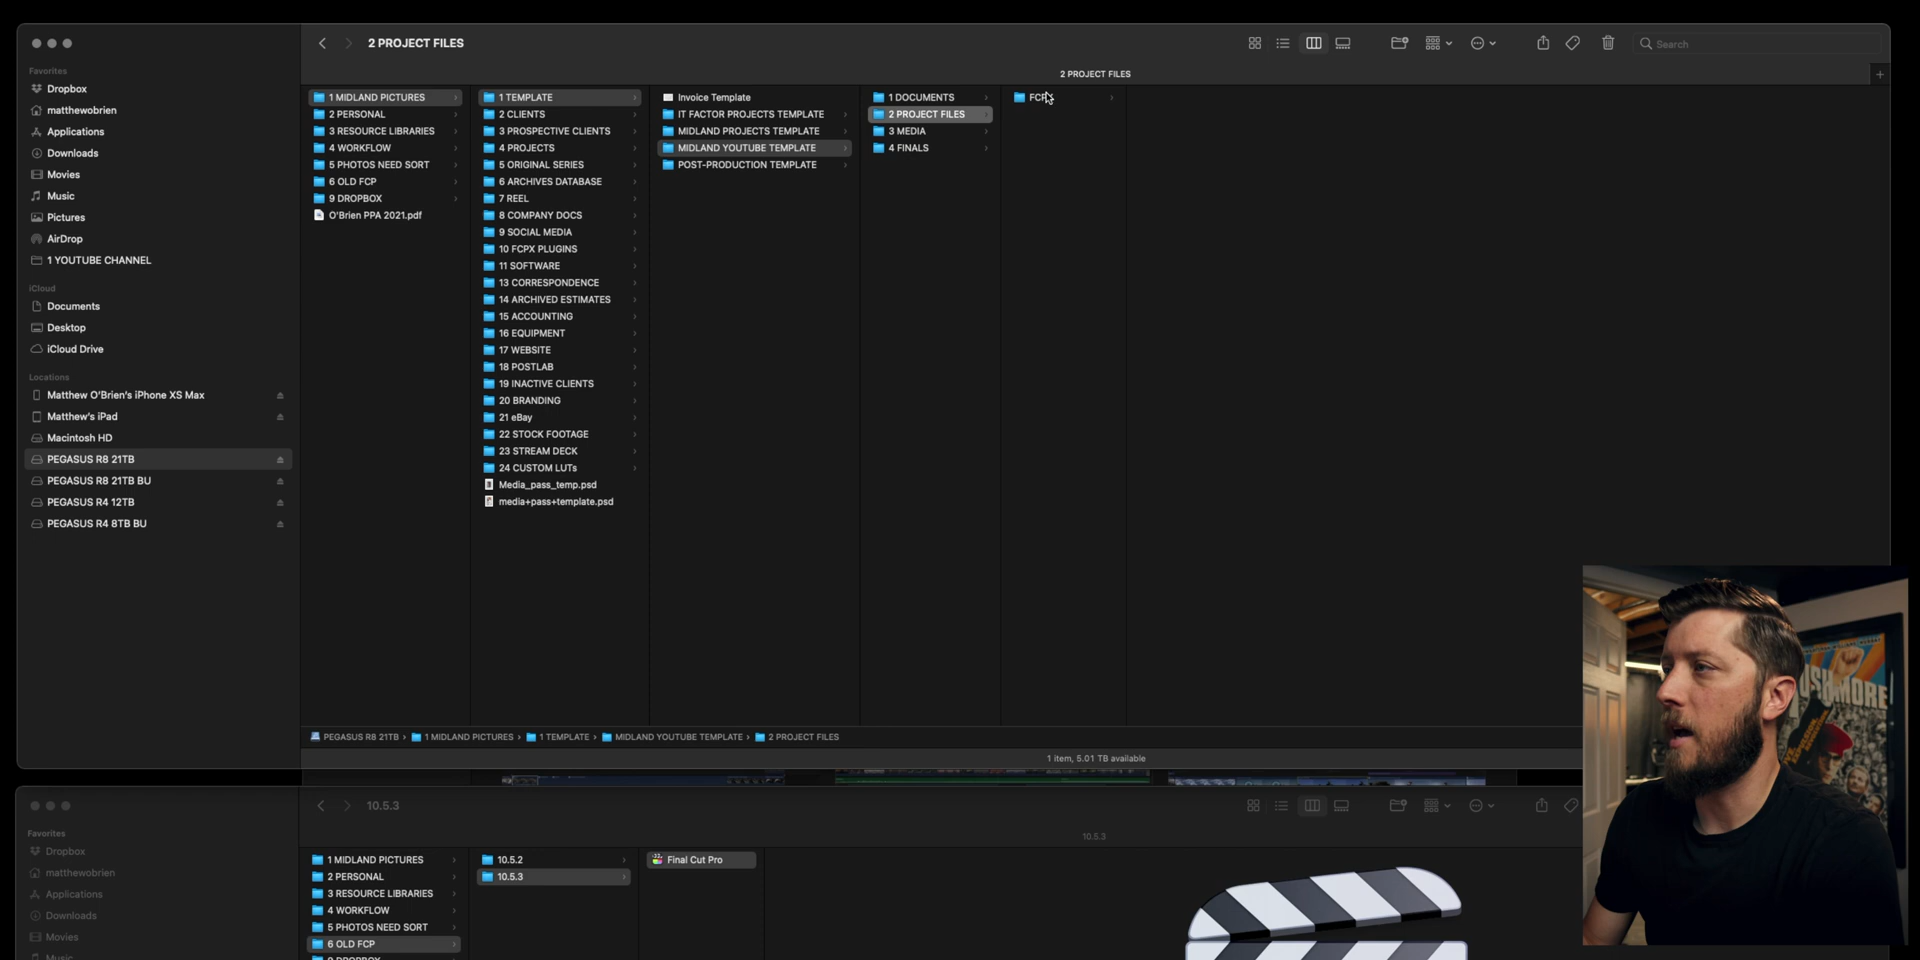 2 PROJECT FILES
Search
2 PROJECT FILES
Favorites
Dropbox
matthewobrien
Applications
Downloads
Movies
Music
Pictures
AirDrop
1 YOUTUBE CHANNEL
iCloud
Documents
Desktop
iCloud Drive
Locations
Matthew O'Brien's iPhone XS Max
Matthew's iPad
Macintosh HD
PEGASUS R8 21TB
PEGASUS R8 21TB BU
PEGASUS R4 12TB
PEGASUS R4 8TB BU
1 MIDLAND PICTURES
2 PERSONAL
3 RESOURCE LIBRARIES
4 WORKFLOW
5 PHOTOS NEED SORT
6 OLD FCP
9 DROPBOX
O'Brien PPA 2021.pdf
1 TEMPLATE
2 CLIENTS
3 PROSPECTIVE CLIENTS
4 PROJECTS
5 ORIGINAL SERIES
6 ARCHIVES DATABASE
7 REEL
8 COMPANY DOCS
9 SOCIAL MEDIA
10 FCPX PLUGINS
11 SOFTWARE
13 CORRESPONDENCE
14 ARCHIVED ESTIMATES
15 ACCOUNTING
16 EQUIPMENT
17 WEBSITE
18 POSTLAB
19 INACTIVE CLIENTS
20 BRANDING
21 eBay
22 STOCK FOOTAGE
23 STREAM DECK
24 CUSTOM LUTs
Media_pass_temp.psd
media+pass+template.psd
Invoice Template
IT FACTOR PROJECTS TEMPLATE
MIDLAND PROJECTS TEMPLATE
MIDLAND YOUTUBE TEMPLATE
POST-PRODUCTION TEMPLATE
1 DOCUMENTS
2 PROJECT FILES
3 MEDIA
4 FINALS
PEGASUS R8 21TB › 1 MIDLAND PICTURES › 1 TEMPLATE › MIDLAND YOUTUBE TEMPLATE › 2 PROJECT FILES
1 item, 5.01 TB available
10.5.3
10.5.3
Favorites
Dropbox
matthewobrien
Applications
Downloads
Movies
Music
1 MIDLAND PICTURES
2 PERSONAL
3 RESOURCE LIBRARIES
4 WORKFLOW
5 PHOTOS NEED SORT
6 OLD FCP
9 DROPBOX
10.5.2
10.5.3
Final Cut Pro